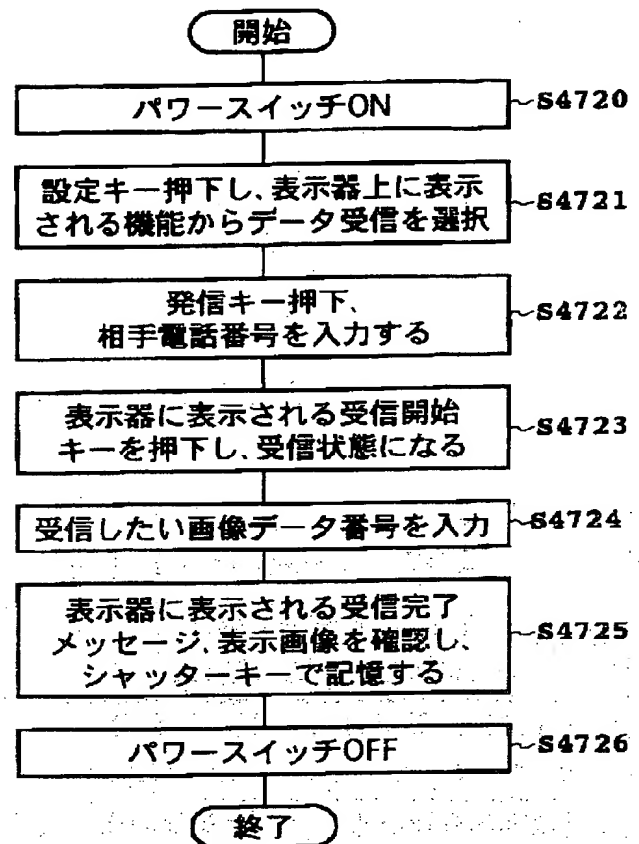 開始
パワースイッチON
S4720
設定キー押下し、表示器上に表示
される機能からデータ受信を選択
S4721
発信キー押下、
相手電話番号を入力する
S4722
表示器に表示される受信開始
キーを押下し、受信状態になる
S4723
受信したい画像データ番号を入力
S4724
表示器に表示される受信完了
メッセージ、表示画像を確認し、
シャッターキーで記憶する
S4725
パワースイッチOFF
S4726
終了